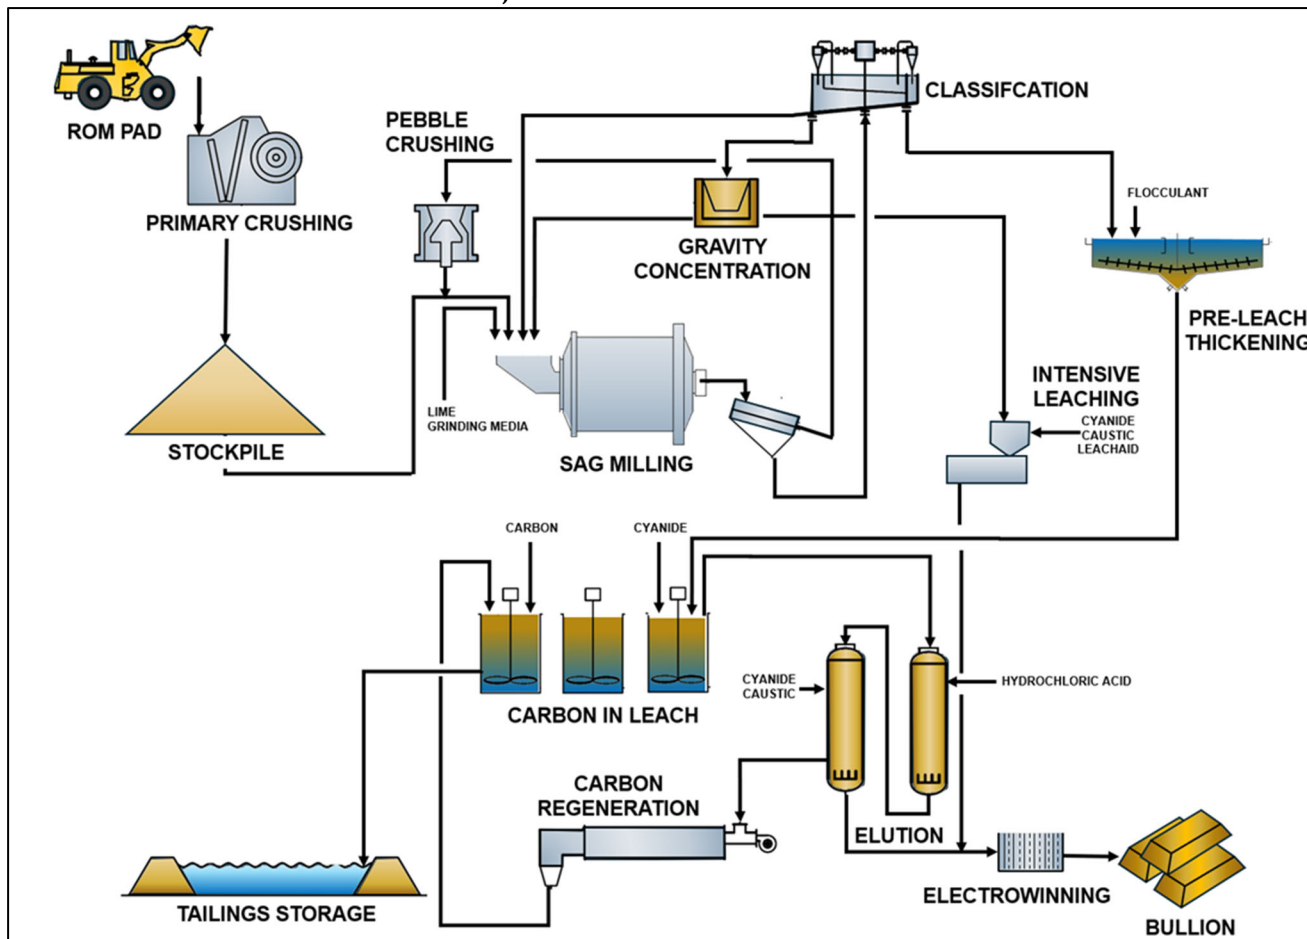 ROM PAD
PRIMARY CRUSHING
STOCKPILE
PEBBLE
CRUSHING
CLASSIFCATION
GRAVITY
CONCENTRATION
FLOCCULANT
PRE-LEACH
THICKENING
LIME
GRINDING MEDIA
SAG MILLING
INTENSIVE
LEACHING
CYANIDE
CAUSTIC
LEACHAID
CARBON
CYANIDE
CARBON IN LEACH
CYANIDE
CAUSTIC
HYDROCHLORIC ACID
CARBON
REGENERATION
ELUTION
ELECTROWINNING
TAILINGS STORAGE
BULLION